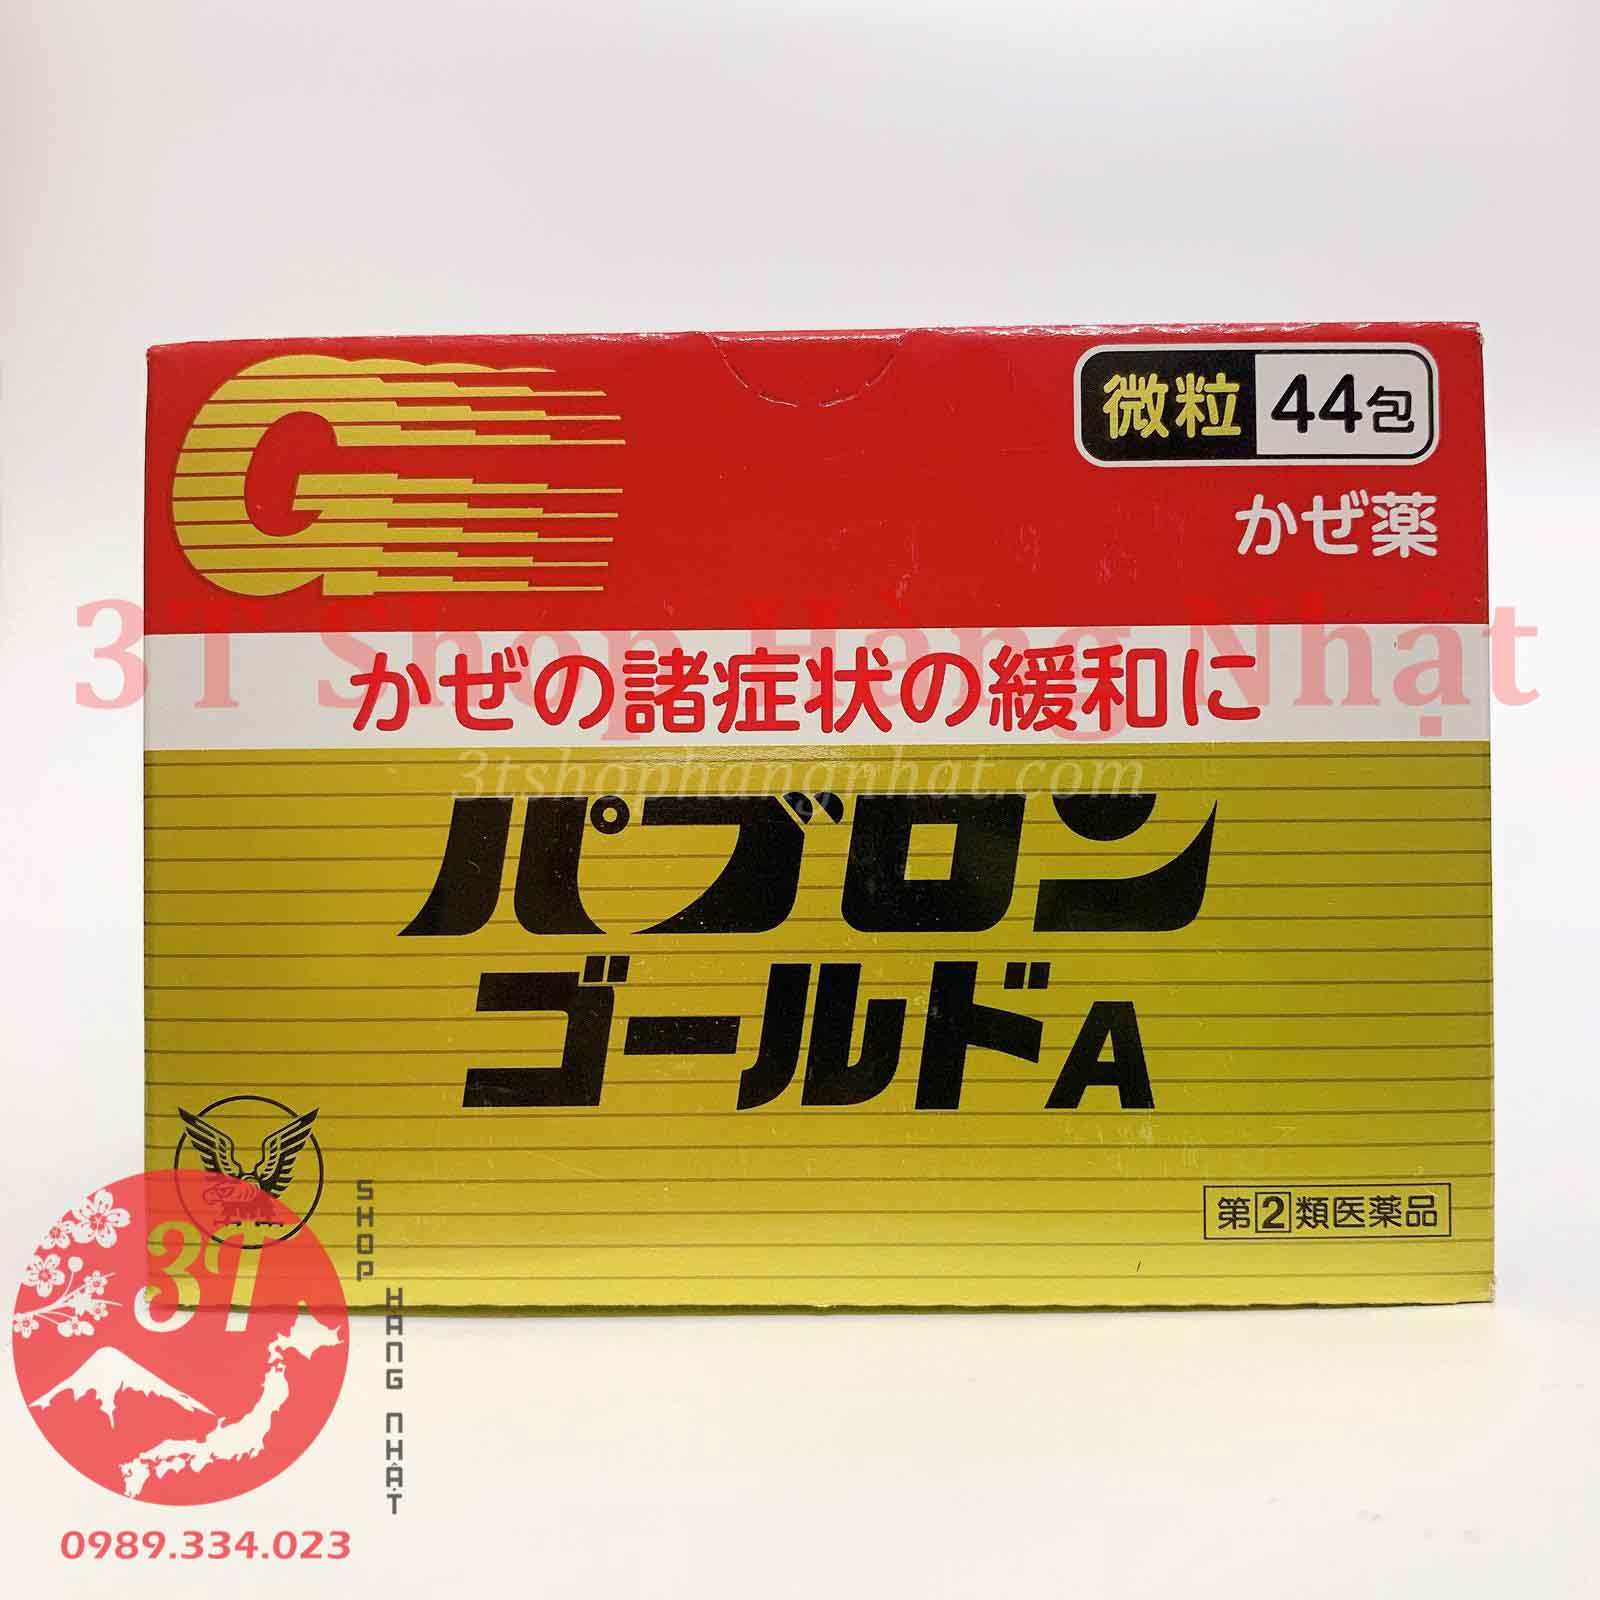 G
微粒 44包
かぜ薬
3T Shop Hàng Nhật
かぜの諸症状の緩和に
3tshophangnhat.com
パブロン
ゴールドA
第2類医薬品
3T
SHOP HANG NHẬT
0989.334.023